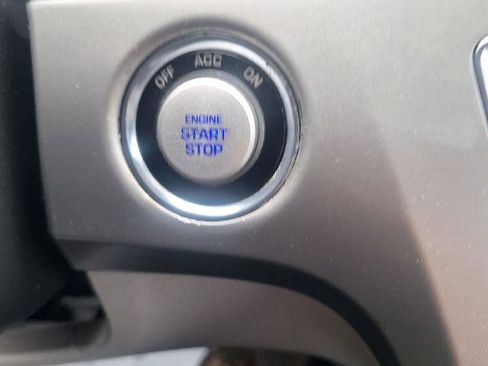 OFF ACC ON
ENGINE
START
STOP